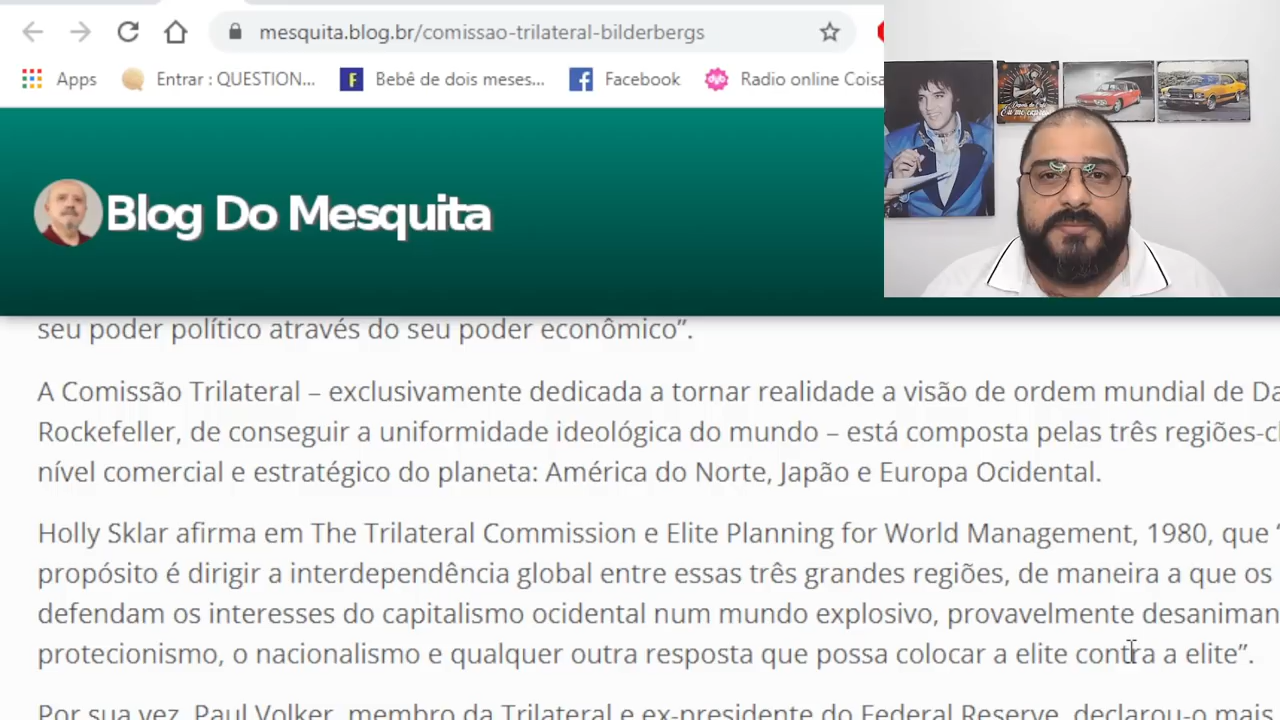 mesquita.blog.br/comissao-trilateral-bilderbergs
Apps Entrar : QUESTION... Bebê de dois meses... Facebook Radio online Coisa
Blog Do Mesquita
seu poder político através do seu poder econômico”.
A Comissão Trilateral – exclusivamente dedicada a tornar realidade a visão de ordem mundial de Da
Rockefeller, de conseguir a uniformidade ideológica do mundo – está composta pelas três regiões-cl
nível comercial e estratégico do planeta: América do Norte, Japão e Europa Ocidental.
Holly Sklar afirma em The Trilateral Commission e Elite Planning for World Management, 1980, que “
propósito é dirigir a interdependência global entre essas três grandes regiões, de maneira a que os
defendam os interesses do capitalismo ocidental num mundo explosivo, provavelmente desaniman
protecionismo, o nacionalismo e qualquer outra resposta que possa colocar a elite contra a elite”.
Por sua vez, Paul Volker, membro da Trilateral e ex-presidente do Federal Reserve, declarou-o mais